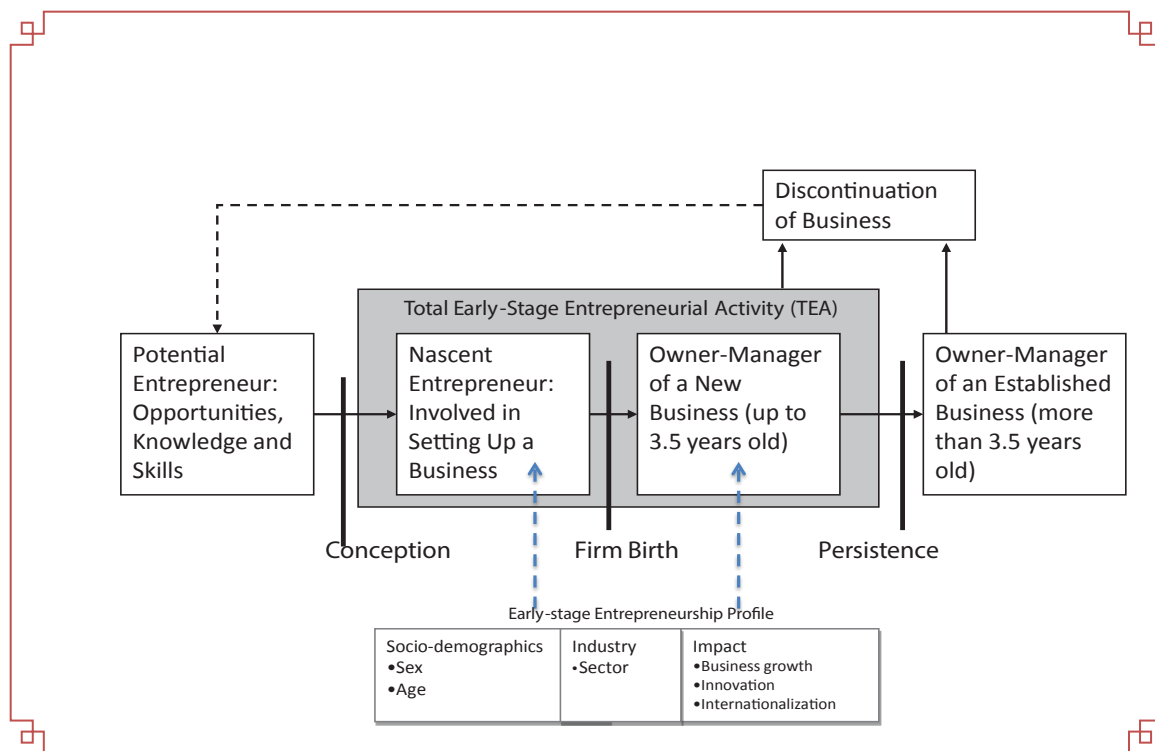 Discontinuation
of Business
Total Early-Stage Entrepreneurial Activity (TEA)
Potential
Entrepreneur:
Opportunities,
Knowledge and
Skills
Nascent
Entrepreneur:
Involved in
Setting Up a
Business
Owner-Manager
of a New
Business (up to
3.5 years old)
Owner-Manager
of an Established
Business (more
than 3.5 years
old)
Conception
Firm Birth
Persistence
Early-stage Entrepreneurship Profile
Socio-demographics
•Sex
•Age
Industry
•Sector
Impact
•Business growth
•Innovation
•Internationalization